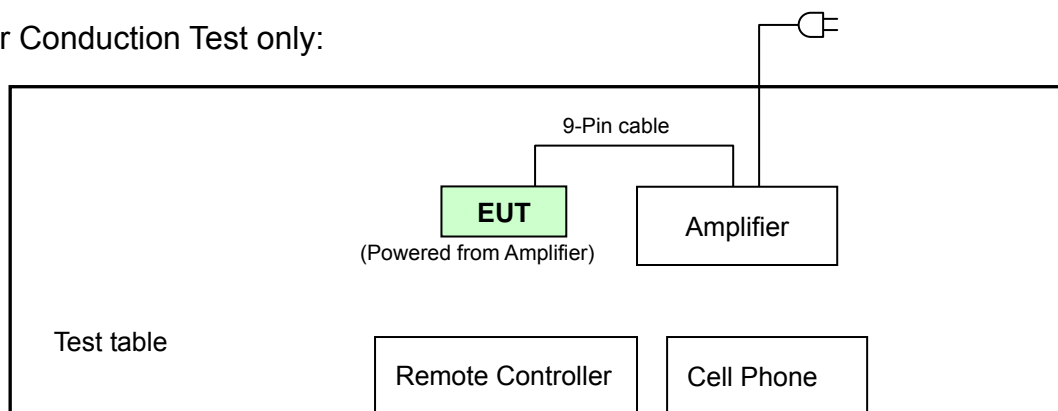 r Conduction Test only:
9-Pin cable
EUT
Amplifier
(Powered from Amplifier)
Test table
Remote Controller
Cell Phone